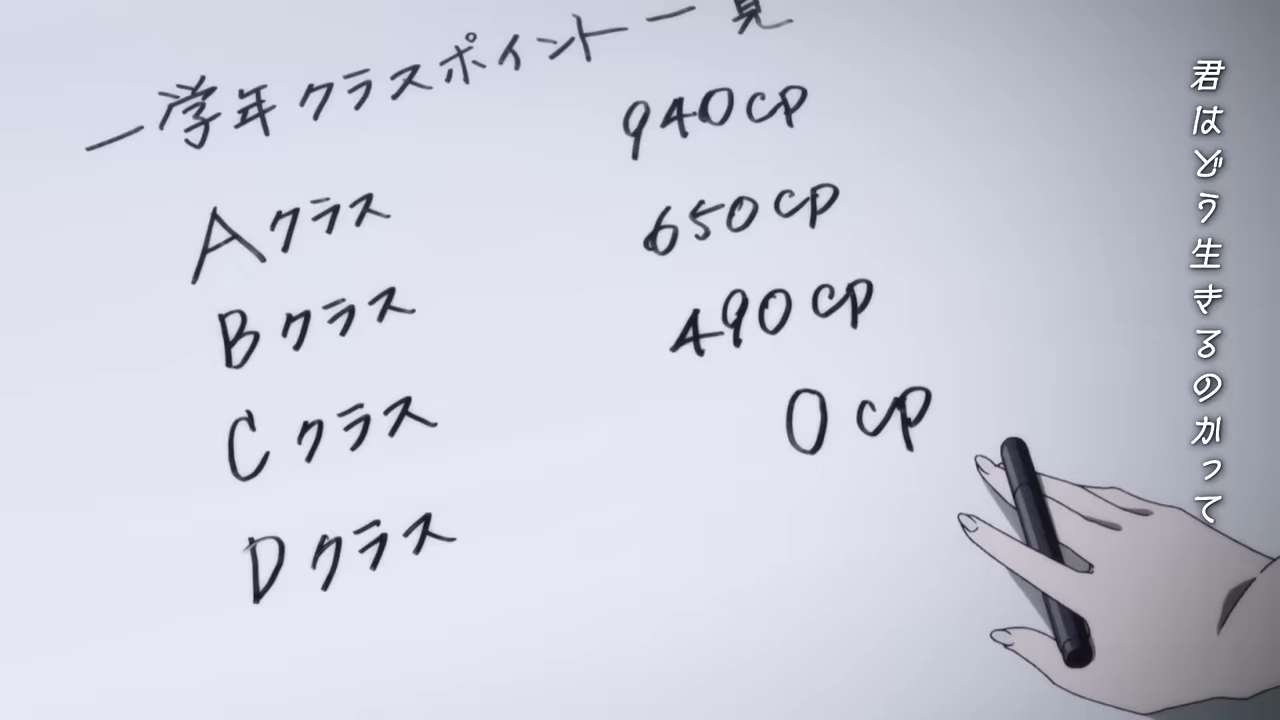 一学年クラスポイント一覧
Aクラス 940cp
Bクラス 650cp
Cクラス 490cp
Dクラス 0cp
君はどう生きるのかって